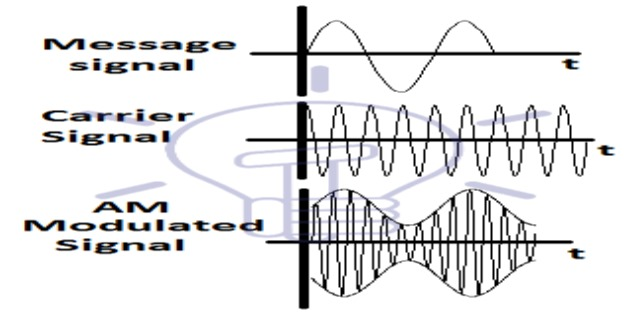 Message
signal
t
Carrier
Signal
t
AM
Modulated
Signal
t